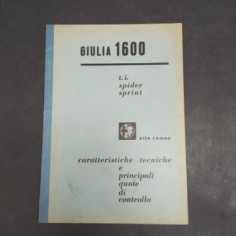 GIULIA 1600
t.i.
spider
sprint
alfa romeo
caratteristiche tecniche
e
principali
quote
di
controllo